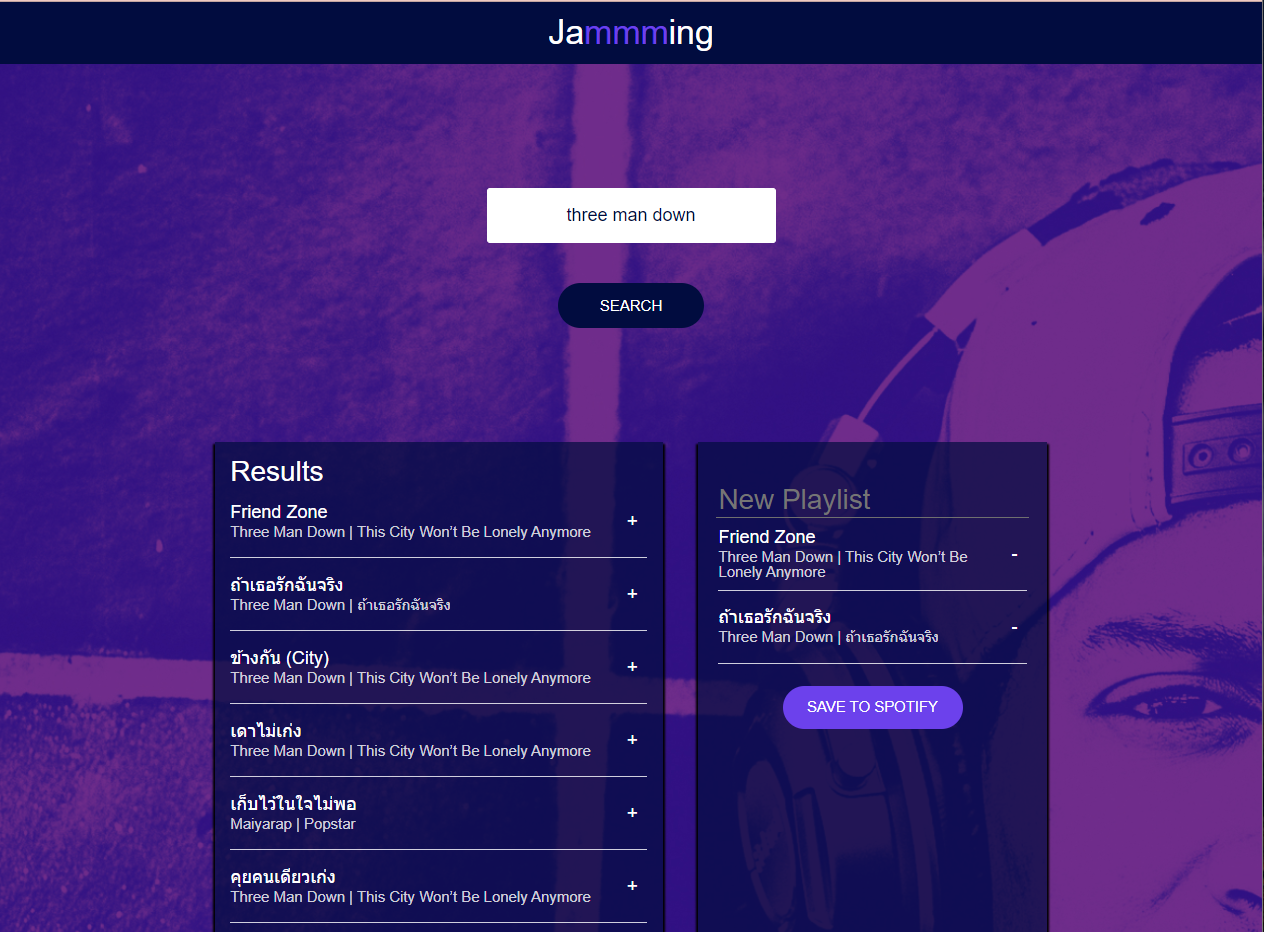 Jammming
three man down
SEARCH
Results
Friend Zone
Three Man Down | This City Won’t Be Lonely Anymore
+
ถ้าเธอรักฉันจริง
Three Man Down | ถ้าเธอรักฉันจริง
+
ข้างกัน (City)
Three Man Down | This City Won’t Be Lonely Anymore
+
เดาไม่เก่ง
Three Man Down | This City Won’t Be Lonely Anymore
+
เก็บไว้ในใจไม่พอ
Maiyarap | Popstar
+
คุยคนเดียวเก่ง
Three Man Down | This City Won’t Be Lonely Anymore
+
New Playlist
Friend Zone
Three Man Down | This City Won’t Be
Lonely Anymore
-
ถ้าเธอรักฉันจริง
Three Man Down | ถ้าเธอรักฉันจริง
-
SAVE TO SPOTIFY